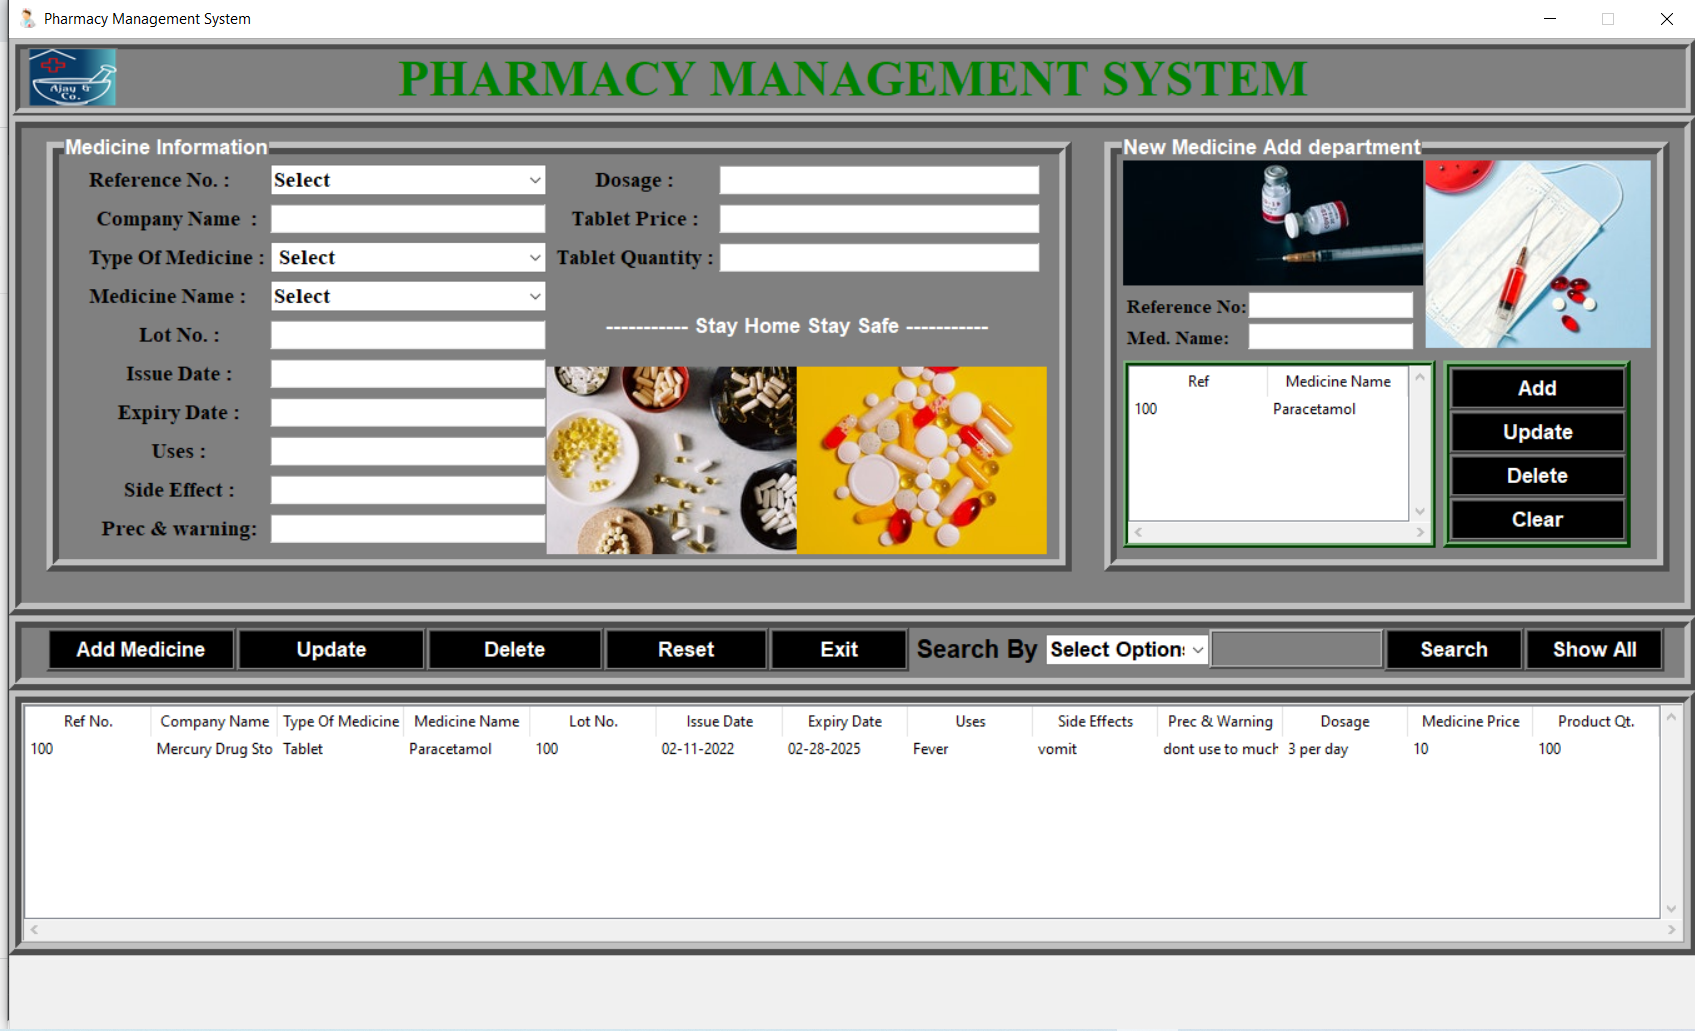 Pharmacy Management System
Ajay &
Co.
PHARMACY MANAGEMENT SYSTEM
Medicine Information
Reference No. : Select Dosage :
Company Name :  Tablet Price :
Type Of Medicine : Select Tablet Quantity :
Medicine Name : Select
Lot No. :
----------- Stay Home Stay Safe -----------
Issue Date :
Expiry Date :
Uses :
Side Effect :
Prec & warning:
New Medicine Add department
Reference No:
Med. Name:
Ref Medicine Name
100 Paracetamol
Add
Update
Delete
Clear
Add Medicine Update Delete Reset Exit Search By Select Options Search Show All
Ref No. Company Name Type Of Medicine Medicine Name Lot No. Issue Date Expiry Date Uses Side Effects Prec & Warning Dosage Medicine Price Product Qt.
100 Mercury Drug Sto Tablet Paracetamol 100 02-11-2022 02-28-2025 Fever vomit dont use to much 3 per day 10 100